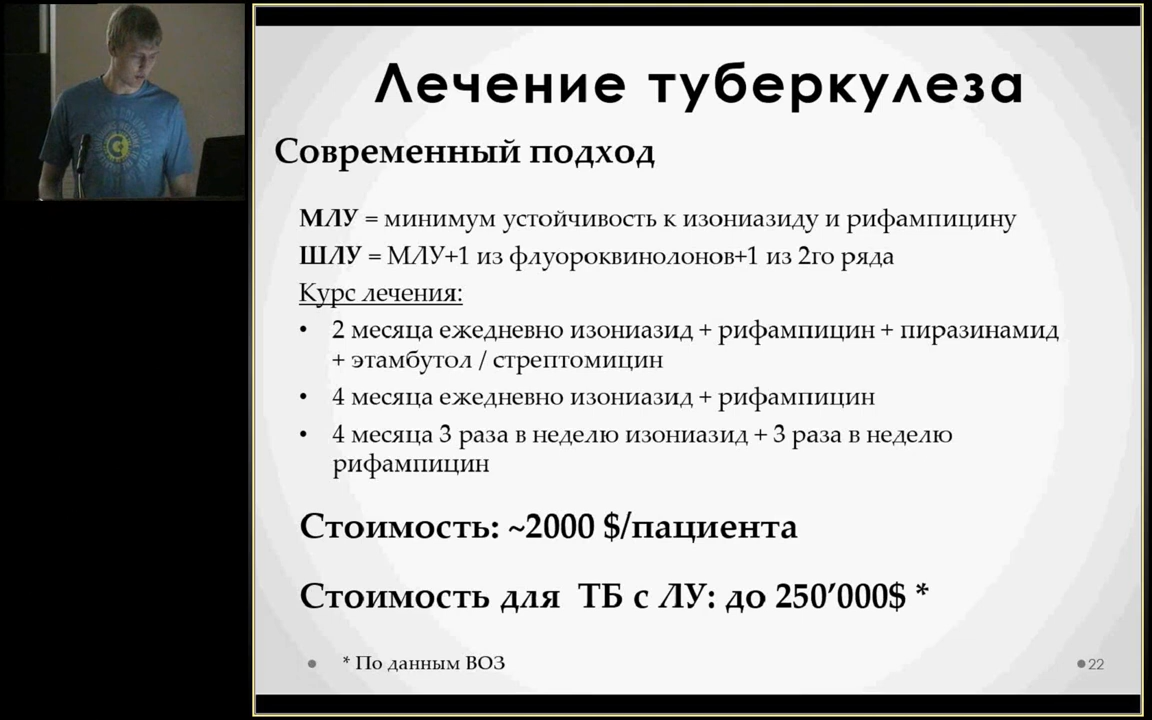 Лечение туберкулеза
Современный подход
МЛУ = минимум устойчивость к изониазиду и рифампицину
ШЛУ = МЛУ+1 из флуороквинолонов+1 из 2го ряда
Курс лечения:
• 2 месяца ежедневно изониазид + рифампицин + пиразинамид
+ этамбутол / стрептомицин
• 4 месяца ежедневно изониазид + рифампицин
• 4 месяца 3 раза в неделю изониазид + 3 раза в неделю
рифампицин
Стоимость: ~2000 $/пациента
Стоимость для ТБ с ЛУ: до 250’000$ *
• * По данным ВОЗ
•22